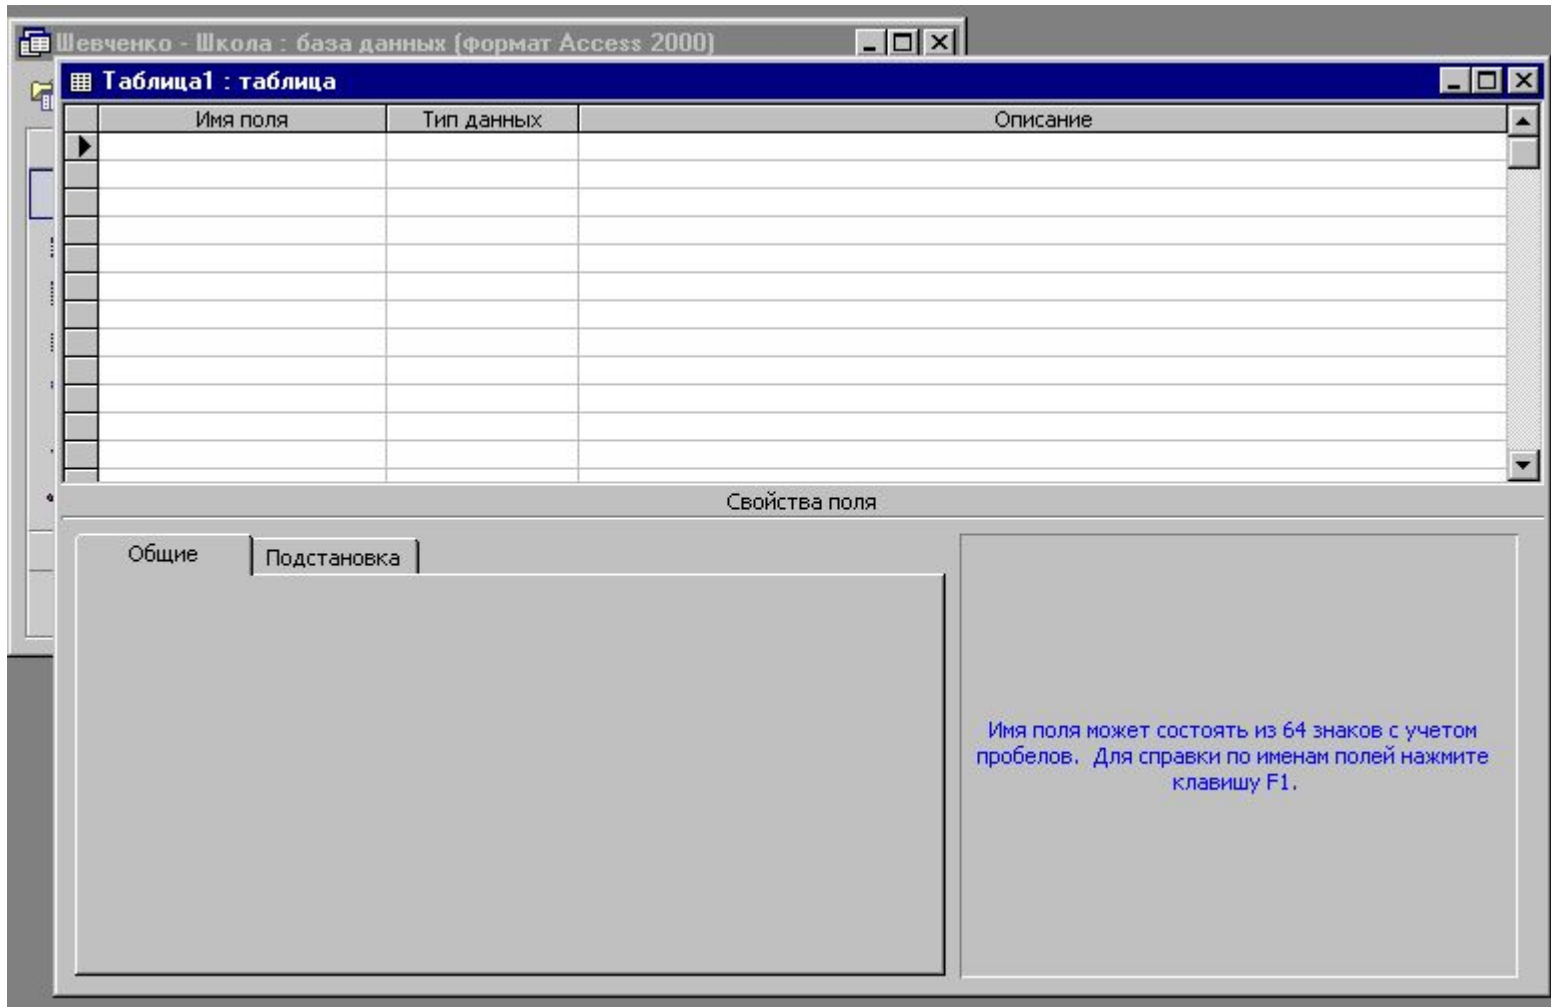 Шевченко - Школа : база данных (формат Access 2000)
Таблица1 : таблица
Имя поля Тип данных Описание
Свойства поля
Общие Подстановка
Имя поля может состоять из 64 знаков с учетом
пробелов. Для справки по именам полей нажмите
клавишу F1.